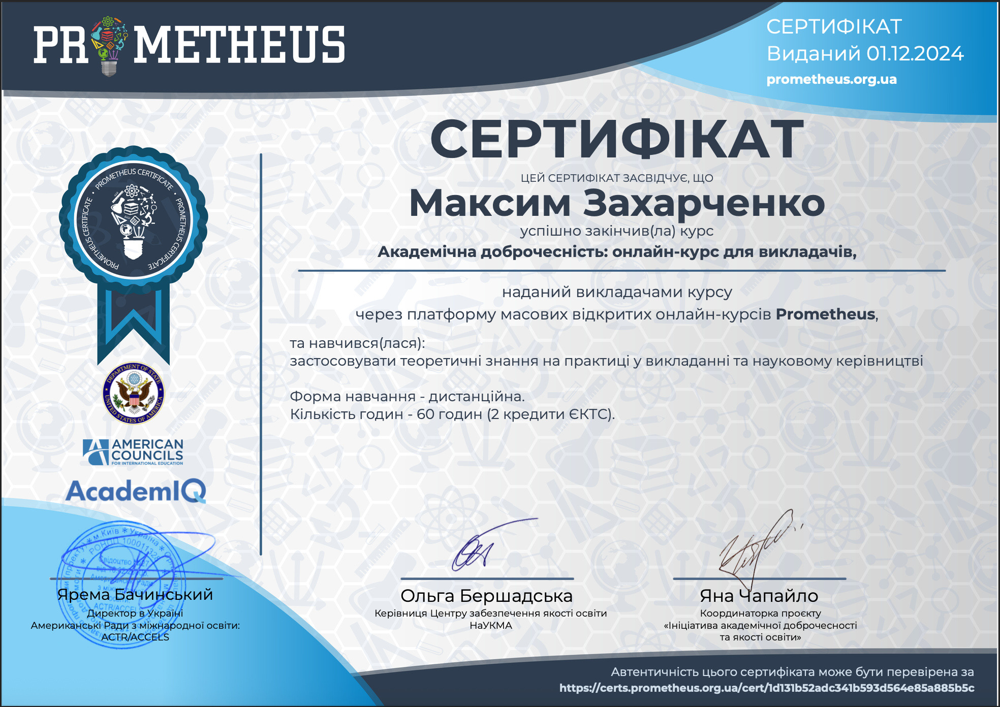 PROMETHEUS
СЕРТИФІКАТ
Виданий 01.12.2024
prometheus.org.ua
PROMETHEUS CERTIFICATE • PROMETHEUS CERTIFICATE • PROMETHEUS CERTIFICATE
СЕРТИФІКАТ
ЦЕЙ СЕРТИФІКАТ ЗАСВІДЧУЄ, ЩО
Максим Захарченко
успішно закінчив(ла) курс
Академічна доброчесність: онлайн-курс для викладачів,
наданий викладачами курсу
через платформу масових відкритих онлайн-курсів Prometheus,
та навчився(лася):
застосовувати теоретичні знання на практиці у викладанні та науковому керівництві
Форма навчання - дистанційна.
Кількість годин - 60 годин (2 кредити ЄКТС).
DEPARTMENT OF STATE
UNITED STATES OF AMERICA
AMERICAN
COUNCILS
FOR INTERNATIONAL EDUCATION
AcademIQ
м.Київ * Україна *
Свідоцтво
ACTR/ACCELS
Ярема Бачинський
Директор в Україні
Американські Ради з міжнародної освіти:
ACTR/ACCELS
Ольга Бершадська
Керівниця Центру забезпечення якості освіти
НаУКМА
Яна Чапайло
Координаторка проєкту
«Ініціатива академічної доброчесності
та якості освіти»
Автентичність цього сертифіката може бути перевірена за
https://certs.prometheus.org.ua/cert/1d131b52adc341b593d564e85a885b5c